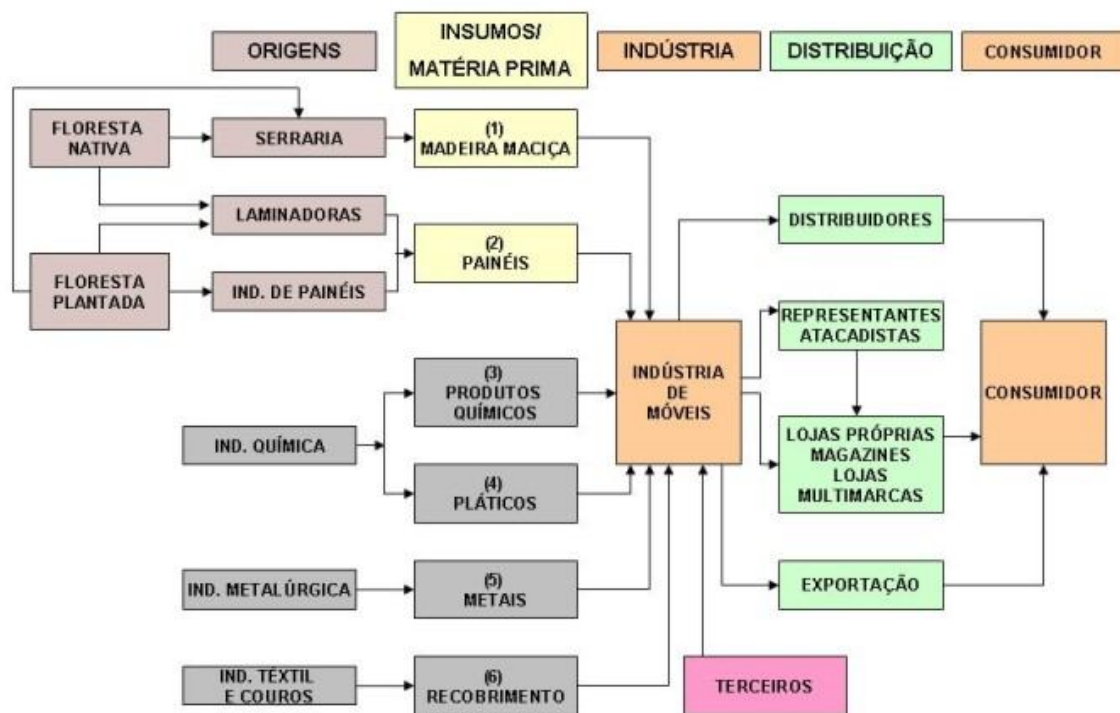 ORIGENS
INSUMOS/
MATÉRIA PRIMA
INDÚSTRIA
DISTRIBUIÇÃO
CONSUMIDOR
FLORESTA
NATIVA
SERRARIA
(1)
MADEIRA MACIÇA
LAMINADORAS
(2)
PAINÉIS
FLORESTA
PLANTADA
IND. DE PAINÉIS
DISTRIBUIDORES
REPRESENTANTES
ATACADISTAS
(3)
PRODUTOS
QUÍMICOS
INDÚSTRIA
DE
MÓVEIS
CONSUMIDOR
IND. QUÍMICA
LOJAS PRÓPRIAS
MAGAZINES
LOJAS
MULTIMARCAS
(4)
PLÁTICOS
IND. METALÚRGICA
(5)
METAIS
EXPORTAÇÃO
IND. TÉXTIL
E COUROS
(6)
RECOBRIMENTO
TERCEIROS